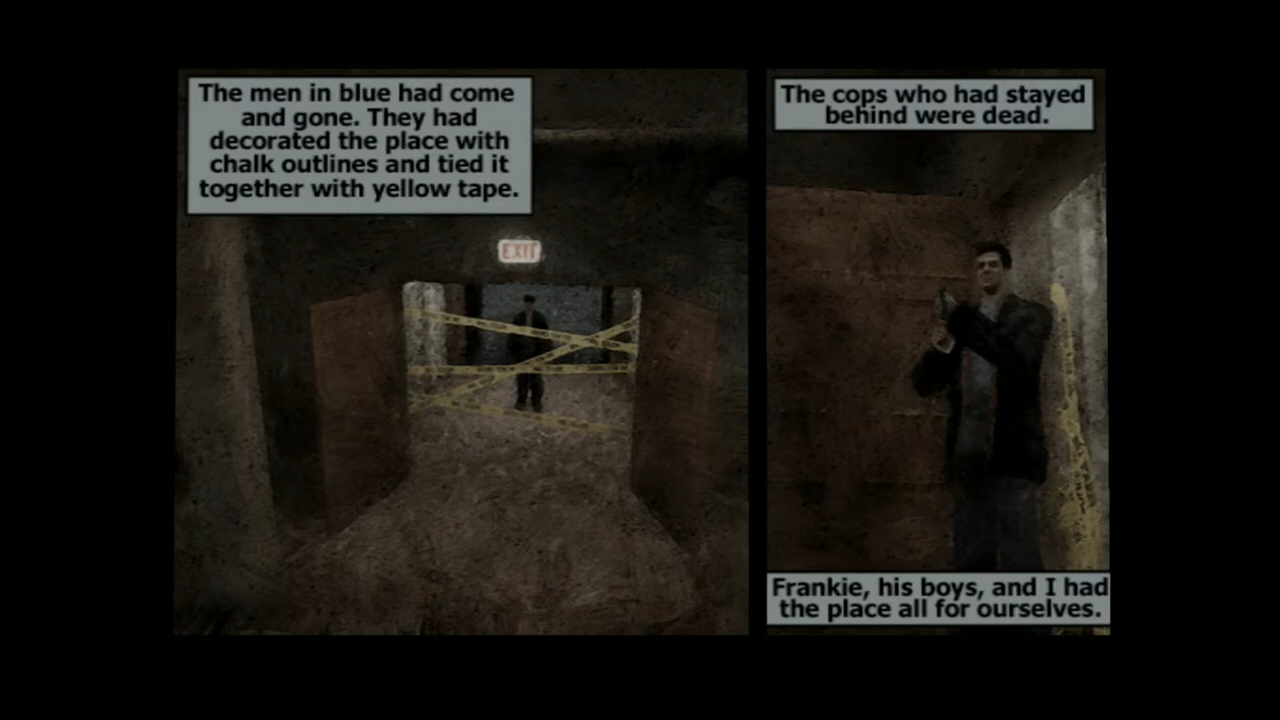 The men in blue had come
and gone. They had
decorated the place with
chalk outlines and tied it
together with yellow tape.
EXIT
The cops who had stayed
behind were dead.
Frankie, his boys, and I had
the place all for ourselves.